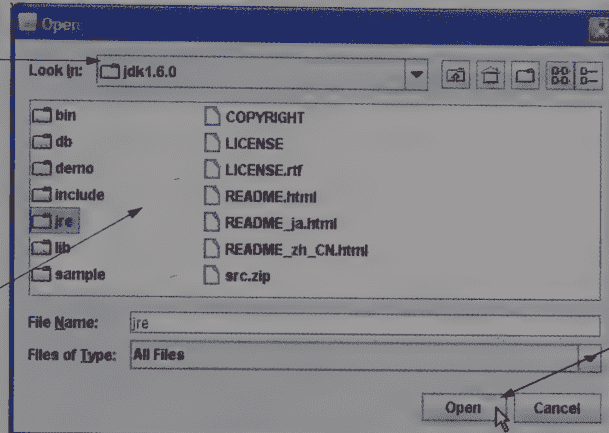 Open
Look In: jdk1.6.0
bin
db
demo
include
jre
lib
sample
COPYRIGHT
LICENSE
LICENSE.rtf
README.html
README_ja.html
README_zh_CN.html
src.zip
File Name: jre
Files of Type: All Files
Open Cancel